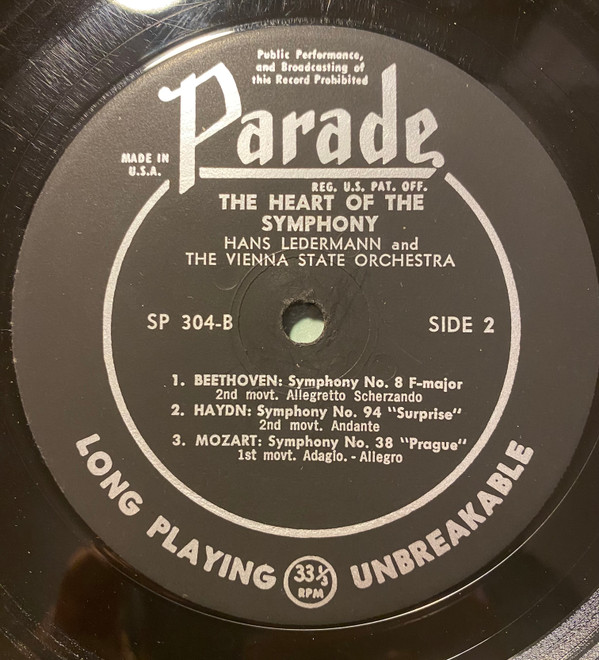 Public Performance,
and Broadcasting of
this Record Prohibited
Parade
MADE IN
U.S.A.
REG. U.S. PAT. OFF.
THE HEART OF THE
SYMPHONY
HANS LEDERMANN and
THE VIENNA STATE ORCHESTRA
SP 304-B
SIDE 2
1. BEETHOVEN: Symphony No. 8 F-major
2nd movt. Allegretto Scherzando
2. HAYDN: Symphony No. 94 "Surprise"
2nd movt. Andante
3. MOZART: Symphony No. 38 "Prague"
1st movt. Adagio. - Allegro
LONG PLAYING
33 1/3
RPM
UNBREAKABLE